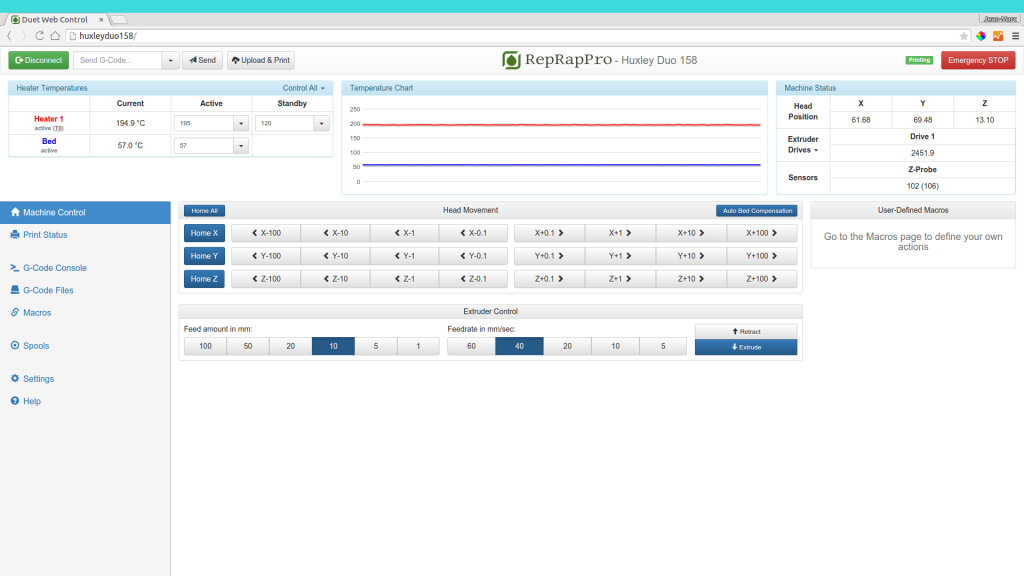 Duet Web Control
Jean-Marc
huxleyduo158/
Disconnect
Send G-Code...
Send
Upload & Print
RepRapPro - Huxley Duo 158
Printing
Emergency STOP
Heater Temperatures
Control All
Current Active Standby
Heater 1
active (T0)
194.9 °C 195 120
Bed
active
57.0 °C 57
Temperature Chart
250
200
150
100
50
0
Machine Status
Head Position
X Y Z
61.68 69.48 13.10
Extruder Drives
Drive 1
2451.9
Sensors
Z-Probe
102 (106)
Machine Control
Print Status
G-Code Console
G-Code Files
Macros
Spools
Settings
Help
Home All
Head Movement
Auto Bed Compensation
Home X X-100 X-10 X-1 X-0.1 X+0.1 X+1 X+10 X+100
Home Y Y-100 Y-10 Y-1 Y-0.1 Y+0.1 Y+1 Y+10 Y+100
Home Z Z-100 Z-10 Z-1 Z-0.1 Z+0.1 Z+1 Z+10 Z+100
Extruder Control
Feed amount in mm:
100 50 20 10 5 1
Feedrate in mm/sec:
60 40 20 10 5
Retract
Extrude
User-Defined Macros
Go to the Macros page to define your own
actions